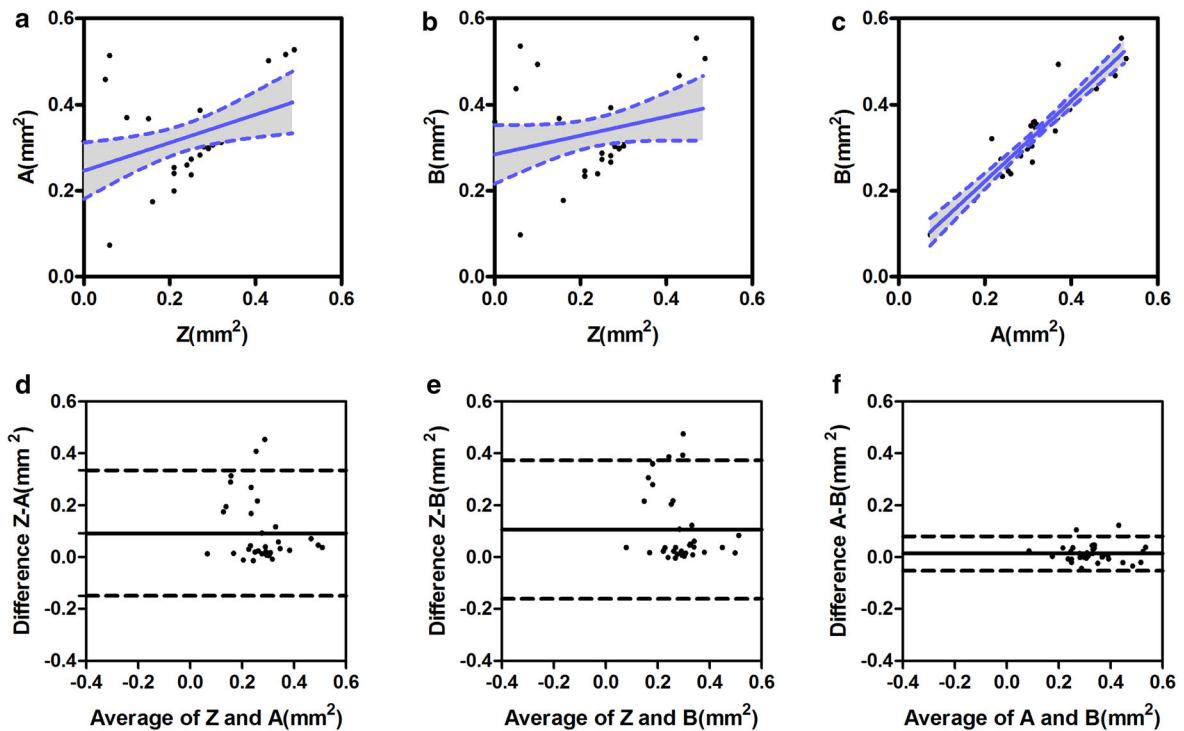 a b c
0.6 0.6 0.6
A(mm²) B(mm²) B(mm²)
0.4 0.4 0.4
0.2 0.2 0.2
0.0 0.0 0.0
0.0 0.2 0.4 0.6 0.0 0.2 0.4 0.6 0.0 0.2 0.4 0.6
Z(mm²) Z(mm²) A(mm²)
d e f
0.6 0.6 0.6
Difference Z-A(mm ²) Difference Z-B(mm ²) Difference A-B(mm ²)
0.4 0.4 0.4
0.2 0.2 0.2
0.0 0.0 0.0
-0.2 -0.2 -0.2
-0.4 -0.4 -0.4
-0.4 -0.2 0.0 0.2 0.4 0.6 -0.4 -0.2 0.0 0.2 0.4 0.6 -0.4 -0.2 0.0 0.2 0.4 0.6
Average of Z and A(mm²) Average of Z and B(mm²) Average of A and B(mm²)